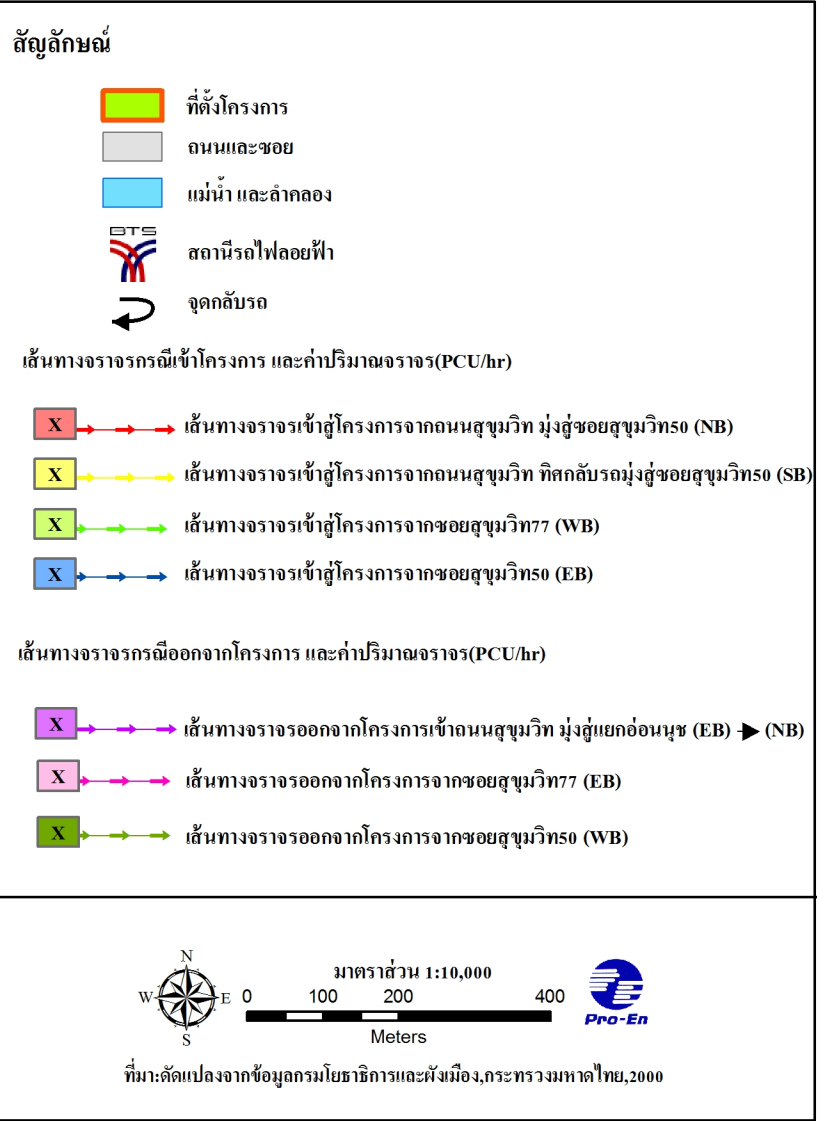 สัญลักษณ์
ที่ตั้งโครงการ
ถนนและซอย
แม่น้ำ และลำคลอง
BTS
สถานีรถไฟลอยฟ้า
จุดกลับรถ
เส้นทางจราจรกรณีเข้าโครงการ และค่าปริมาณจราจร(PCU/hr)
X เส้นทางจราจรเข้าสู่โครงการจากถนนสุขุมวิท มุ่งสู่ซอยสุขุมวิท50 (NB)
X เส้นทางจราจรเข้าสู่โครงการจากถนนสุขุมวิท ทิศกลับรถมุ่งสู่ซอยสุขุมวิท50 (SB)
X เส้นทางจราจรเข้าสู่โครงการจากซอยสุขุมวิท77 (WB)
X เส้นทางจราจรเข้าสู่โครงการจากซอยสุขุมวิท50 (EB)
เส้นทางจราจรกรณีออกจากโครงการ และค่าปริมาณจราจร(PCU/hr)
X เส้นทางจราจรออกจากโครงการเข้าถนนสุขุมวิท มุ่งสู่แยกอ่อนนุช (EB) → (NB)
X เส้นทางจราจรออกจากโครงการจากซอยสุขุมวิท77 (EB)
X เส้นทางจราจรออกจากโครงการจากซอยสุขุมวิท50 (WB)
N
W E
S
มาตราส่วน 1:10,000
0 100 200 400
Meters
Pro-En
ที่มา:ดัดแปลงจากข้อมูลกรมโยธาธิการและผังเมือง,กระทรวงมหาดไทย,2000